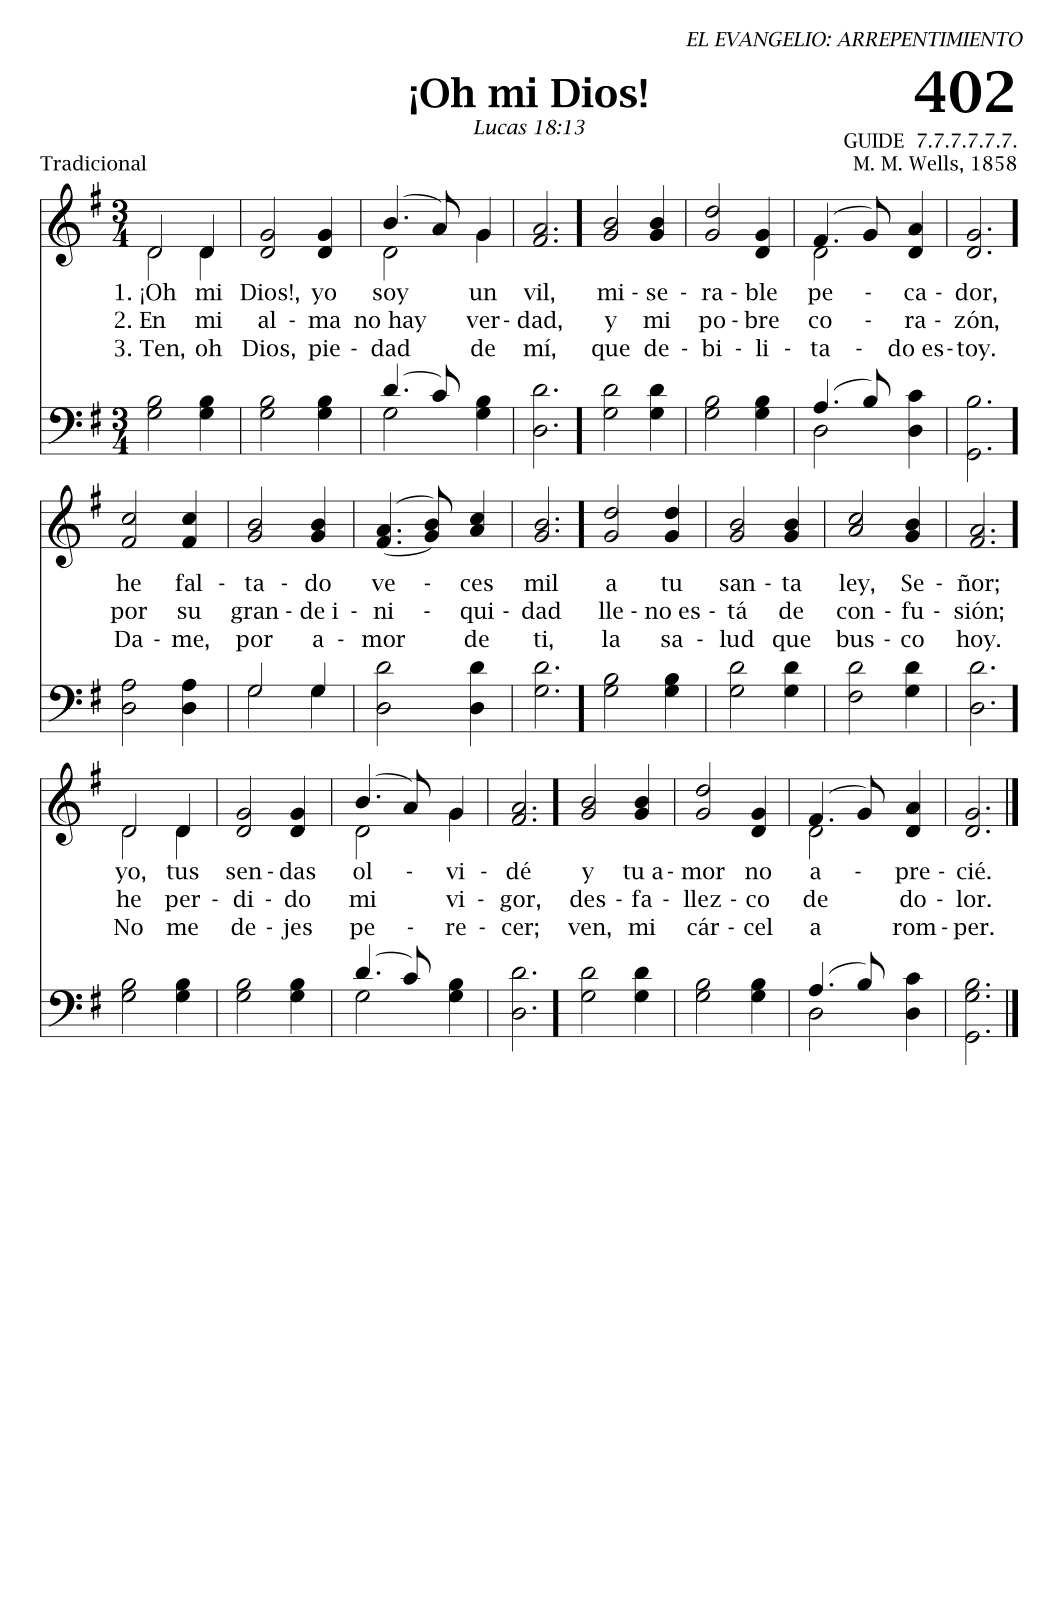 EL EVANGELIO: ARREPENTIMIENTO
402
¡Oh mi Dios!
Lucas 18:13
GUIDE 7.7.7.7.7.7.
Tradicional
M. M. Wells, 1858
3 4
1. ¡Oh mi Dios!, yo soy un vil, mi - se - ra - ble pe - ca - dor,
2. En mi al - ma no hay ver - dad, y mi po - bre co - ra - zón,
3. Ten, oh Dios, pie - dad de mí, que de - bi - li - ta - do es - toy.
3 4
he fal - ta - do ve - ces mil a tu san - ta ley, Se - ñor;
por su gran - de i - ni - qui - dad lle - no es - tá de con - fu - sión;
Da - me, por a - mor de ti, la sa - lud que bus - co hoy.
yo, tus sen - das ol - vi - dé y tu a - mor no a - pre - cié.
he per - di - do mi vi - gor, des - fa - llez - co de do - lor.
No me de - jes pe - re - cer; ven, mi cár - cel a rom - per.